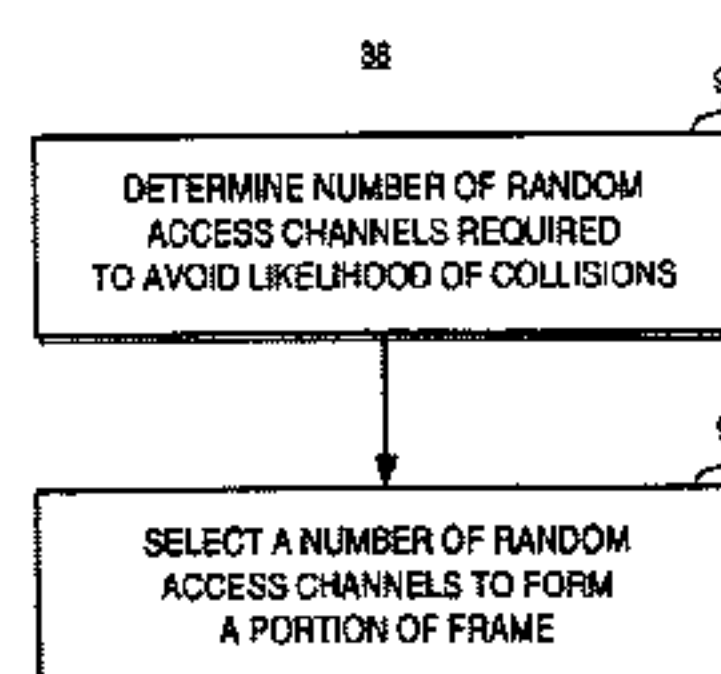 36
DETERMINE NUMBER OF RANDOM
ACCESS CHANNELS REQUIRED
TO AVOID LIKELIHOOD OF COLLISIONS
SELECT A NUMBER OF RANDOM
ACCESS CHANNELS TO FORM
A PORTION OF FRAME